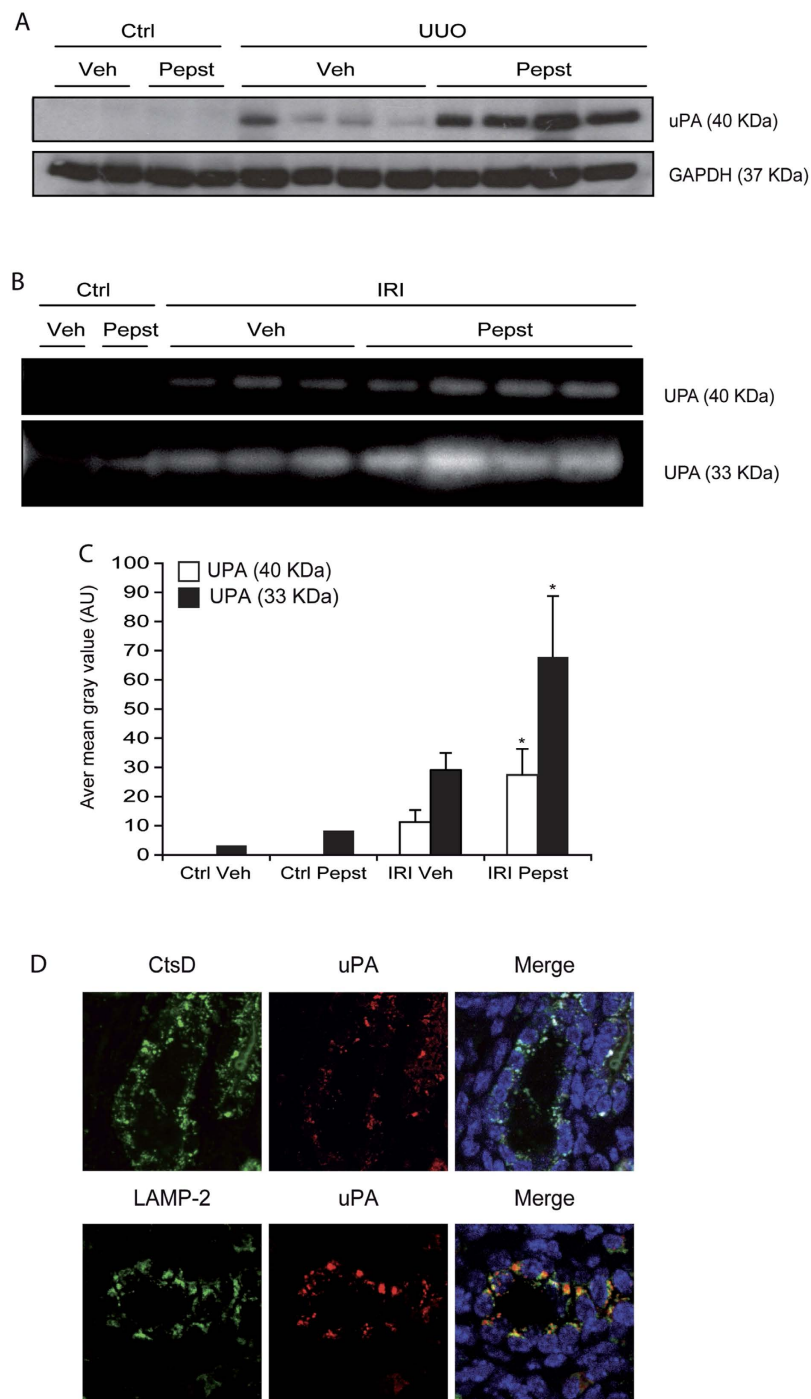 A
Ctrl UUO
Veh Pepst Veh Pepst
uPA (40 KDa)
GAPDH (37 KDa)
B
Ctrl IRI
Veh Pepst Veh Pepst
UPA (40 KDa)
UPA (33 KDa)
C
Aver mean gray value (AU)
100
90
80
70
60
50
40
30
20
10
0
UPA (40 KDa)
UPA (33 KDa)
*
*
Ctrl Veh Ctrl Pepst IRI Veh IRI Pepst
D
CtsD uPA Merge
LAMP-2 uPA Merge